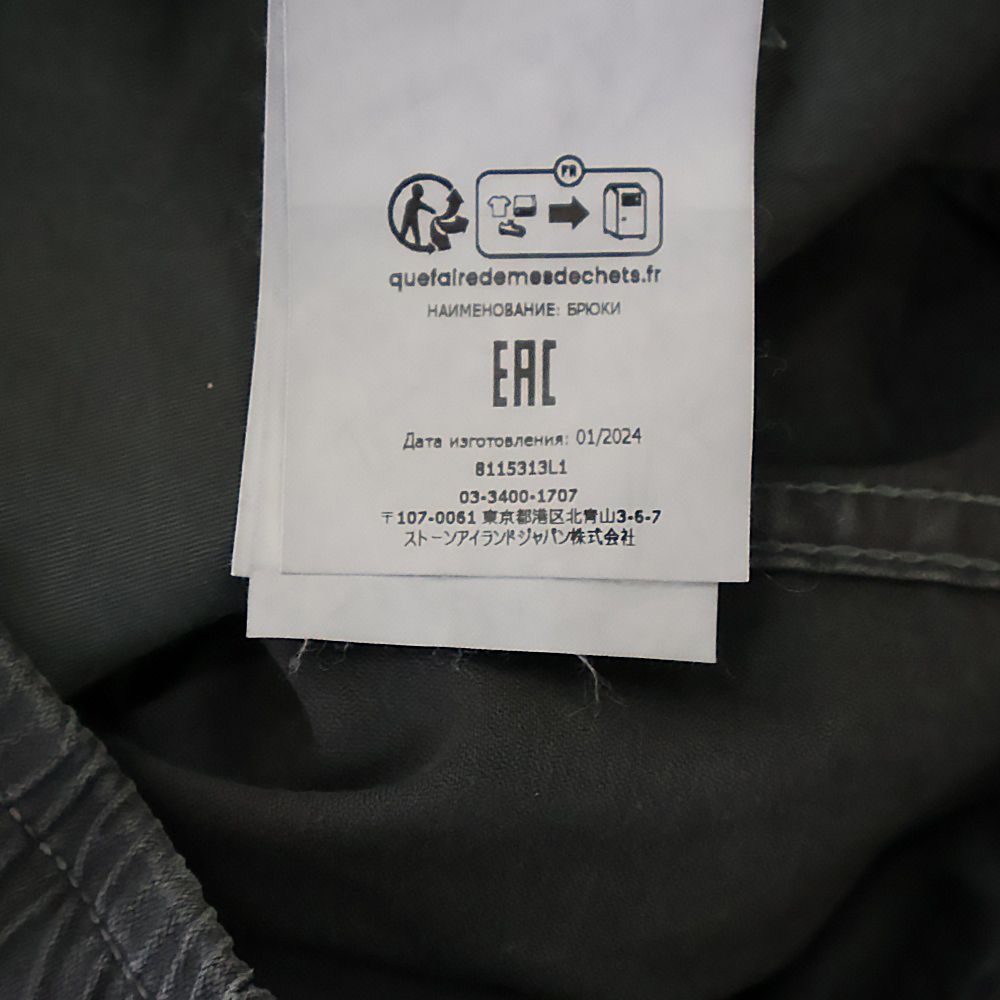 FR
quefairedemesdechets.fr
НАИМЕНОВАНИЕ: БРЮКИ
EAC
Дата изготовления: 01/2024
8115313L1
03-3400-1707
〒107-0061 東京都港区北青山3-6-7
ストーンアイランドジャパン株式会社